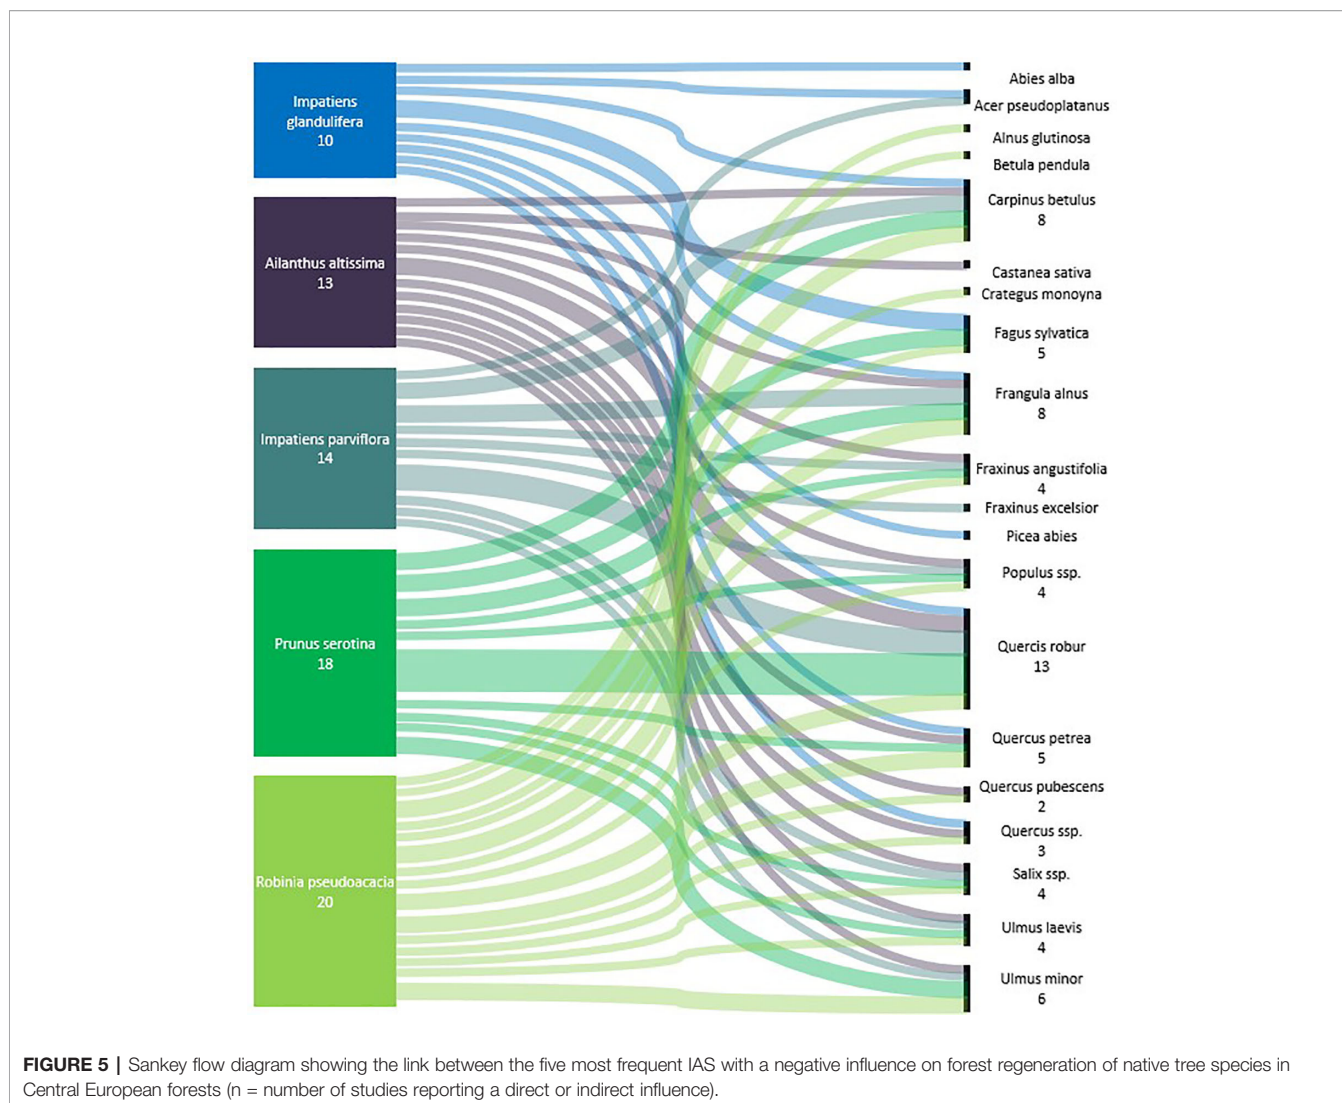 Impatiens
glandulifera
10
Ailanthus altissima
13
Impatiens parviflora
14
Prunus serotina
18
Robinia pseudoacacia
20
Abies alba
Acer pseudoplatanus
Alnus glutinosa
Betula pendula
Carpinus betulus
8
Castanea sativa
Crategus monoyna
Fagus sylvatica
5
Frangula alnus
8
Fraxinus angustifolia
4
Fraxinus excelsior
Picea abies
Populus ssp.
4
Quercis robur
13
Quercus petrea
5
Quercus pubescens
2
Quercus ssp.
3
Salix ssp.
4
Ulmus laevis
4
Ulmus minor
6
FIGURE 5 | Sankey flow diagram showing the link between the five most frequent IAS with a negative influence on forest regeneration of native tree species in
Central European forests (n = number of studies reporting a direct or indirect influence).